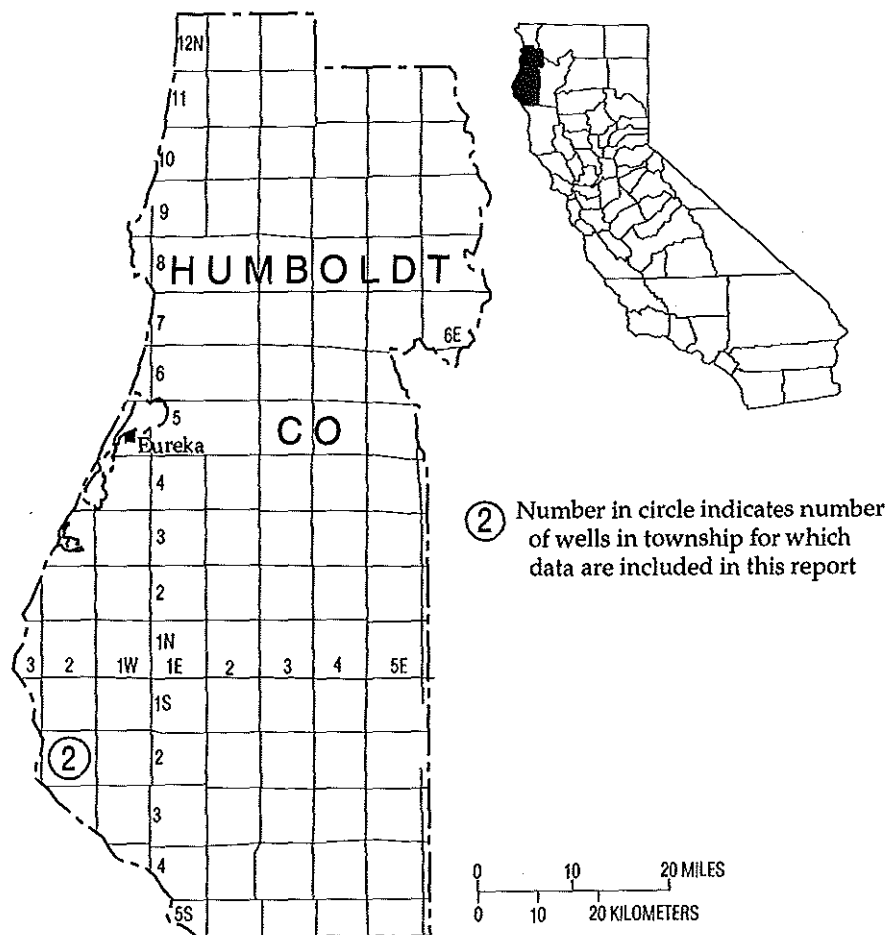 12N
11
10
9
8
HUMBOLDT
7
6E
6
5
CO
Eureka
4
3
2
1N
3 2 1W 1E 2 3 4 5E
1S
2
2
3
4
5S
2 Number in circle indicates number
of wells in township for which
data are included in this report
0 10 20 MILES
0 10 20 KILOMETERS